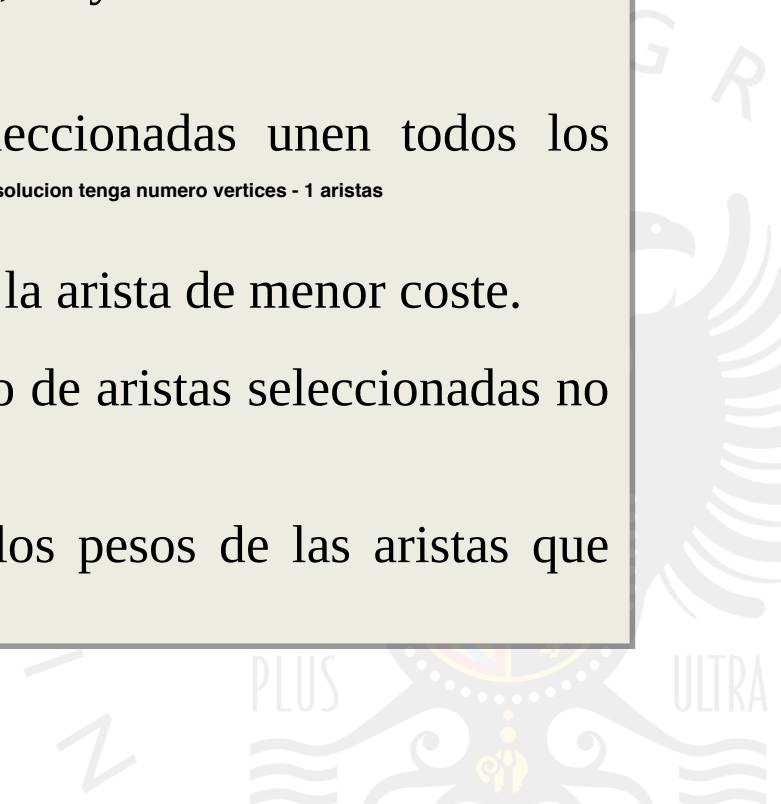 eccionadas unen todos los
solucion tenga numero vertices - 1 aristas
la arista de menor coste.
o de aristas seleccionadas no
los pesos de las aristas que
G R
PLUS ULTRA
I N